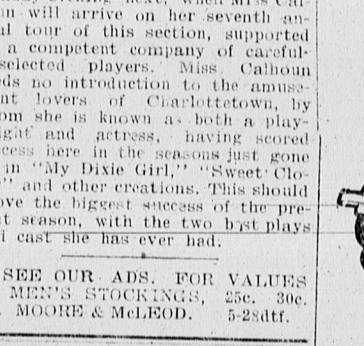 will arrive on her seventh an-
tour of this section, supported
a competent company of careful-
selected players. Miss Calhoun
ds no introduction to the amuse-
nt lovers of Charlottetown, by
om she is known as both a play-
ight and actress, having scored
cess here in the seasons just gone
in "My Dixie Girl," "Sweet Clo-
" and other creations. This should
ove the biggest success of the pre-
t season, with the two best plays
cast she has ever had.
SEE OUR ADS. FOR VALUES
MEN'S STOCKINGS, 25c. 30c.
MOORE & McLEOD. 5-28dtf.